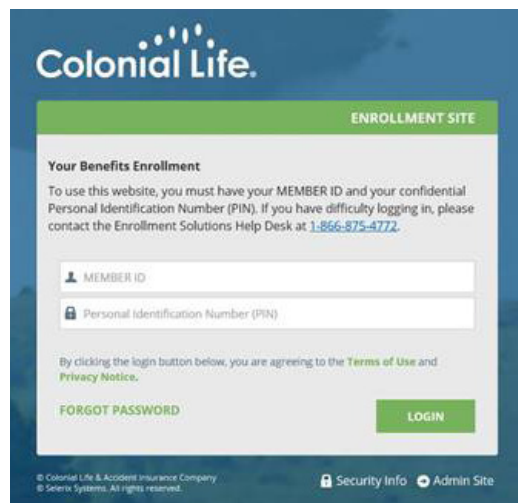 Colonial Life.
ENROLLMENT SITE
Your Benefits Enrollment
To use this website, you must have your MEMBER ID and your confidential
Personal Identification Number (PIN). If you have difficulty logging in, please
contact the Enrollment Solutions Help Desk at 1-866-875-4772.
MEMBER ID
Personal Identification Number (PIN)
By clicking the login button below, you are agreeing to the Terms of Use and
Privacy Notice.
FORGOT PASSWORD
LOGIN
© Colonial Life & Accident Insurance Company
© Selerix Systems. All rights reserved.
Security Info
Admin Site